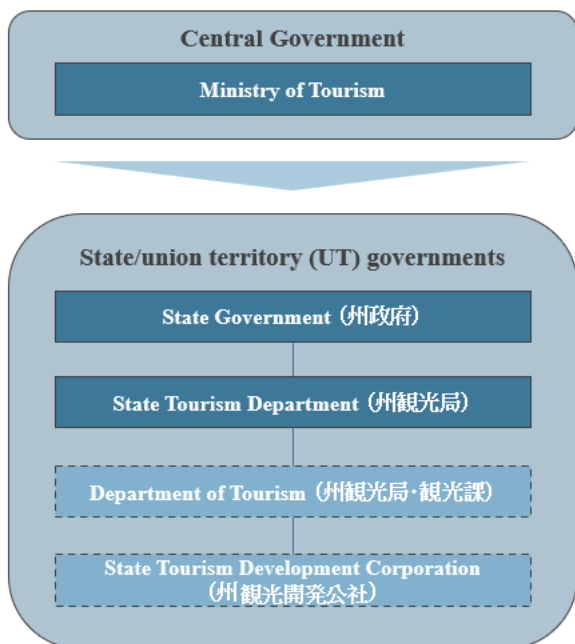 Central Government
Ministry of Tourism
State/union territory (UT) governments
State Government (州政府)
State Tourism Department (州観光局)
Department of Tourism (州観光局・観光課)
State Tourism Development Corporation
(州観光開発公社)